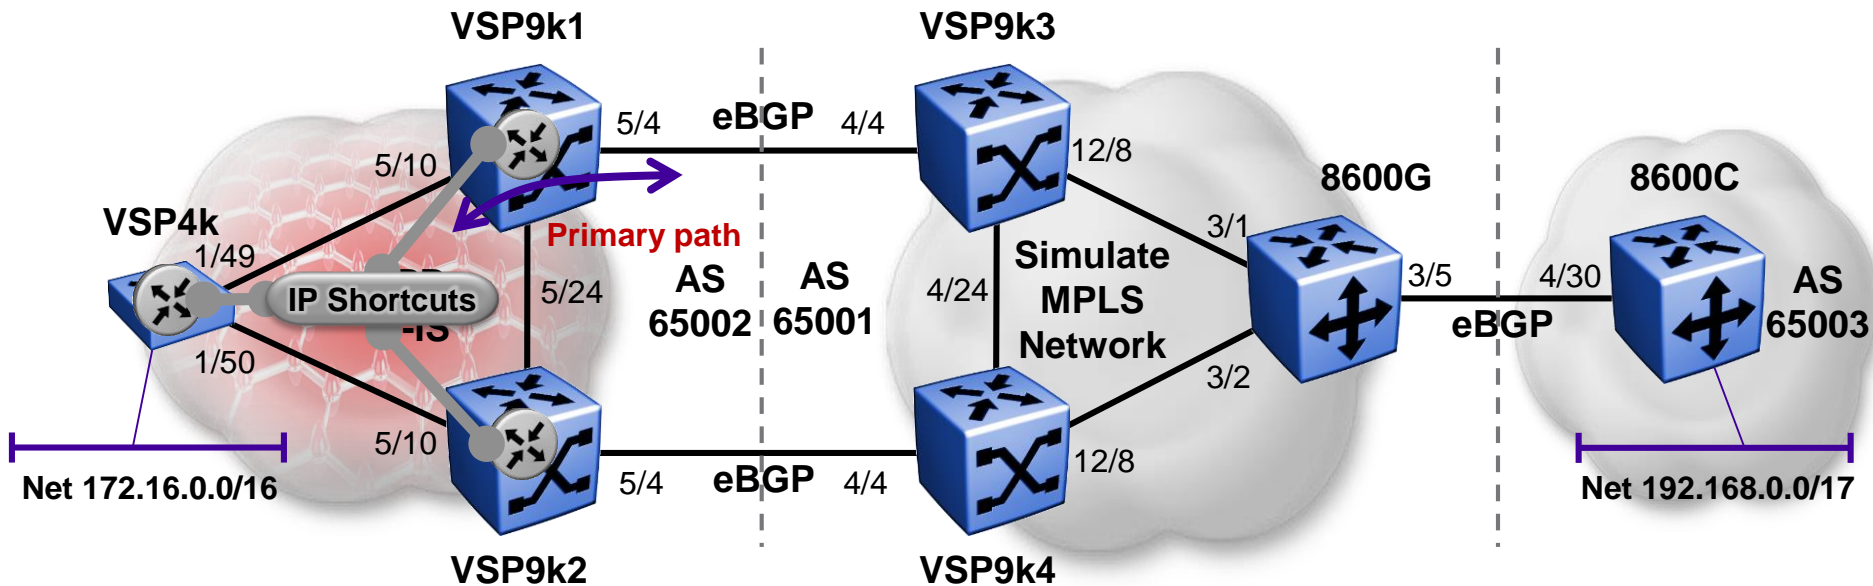 VSP9k1
VSP9k3
5/4
eBGP
4/4
5/10
12/8
8600G
8600C
VSP4k
Primary path
1/49
3/1
IP Shortcuts
-IS
5/24
AS
65002
AS
65001
4/24
Simulate
MPLS
Network
3/5
4/30
AS
65003
eBGP
1/50
3/2
5/10
12/8
Net 172.16.0.0/16
5/4
eBGP
4/4
Net 192.168.0.0/17
VSP9k2
VSP9k4